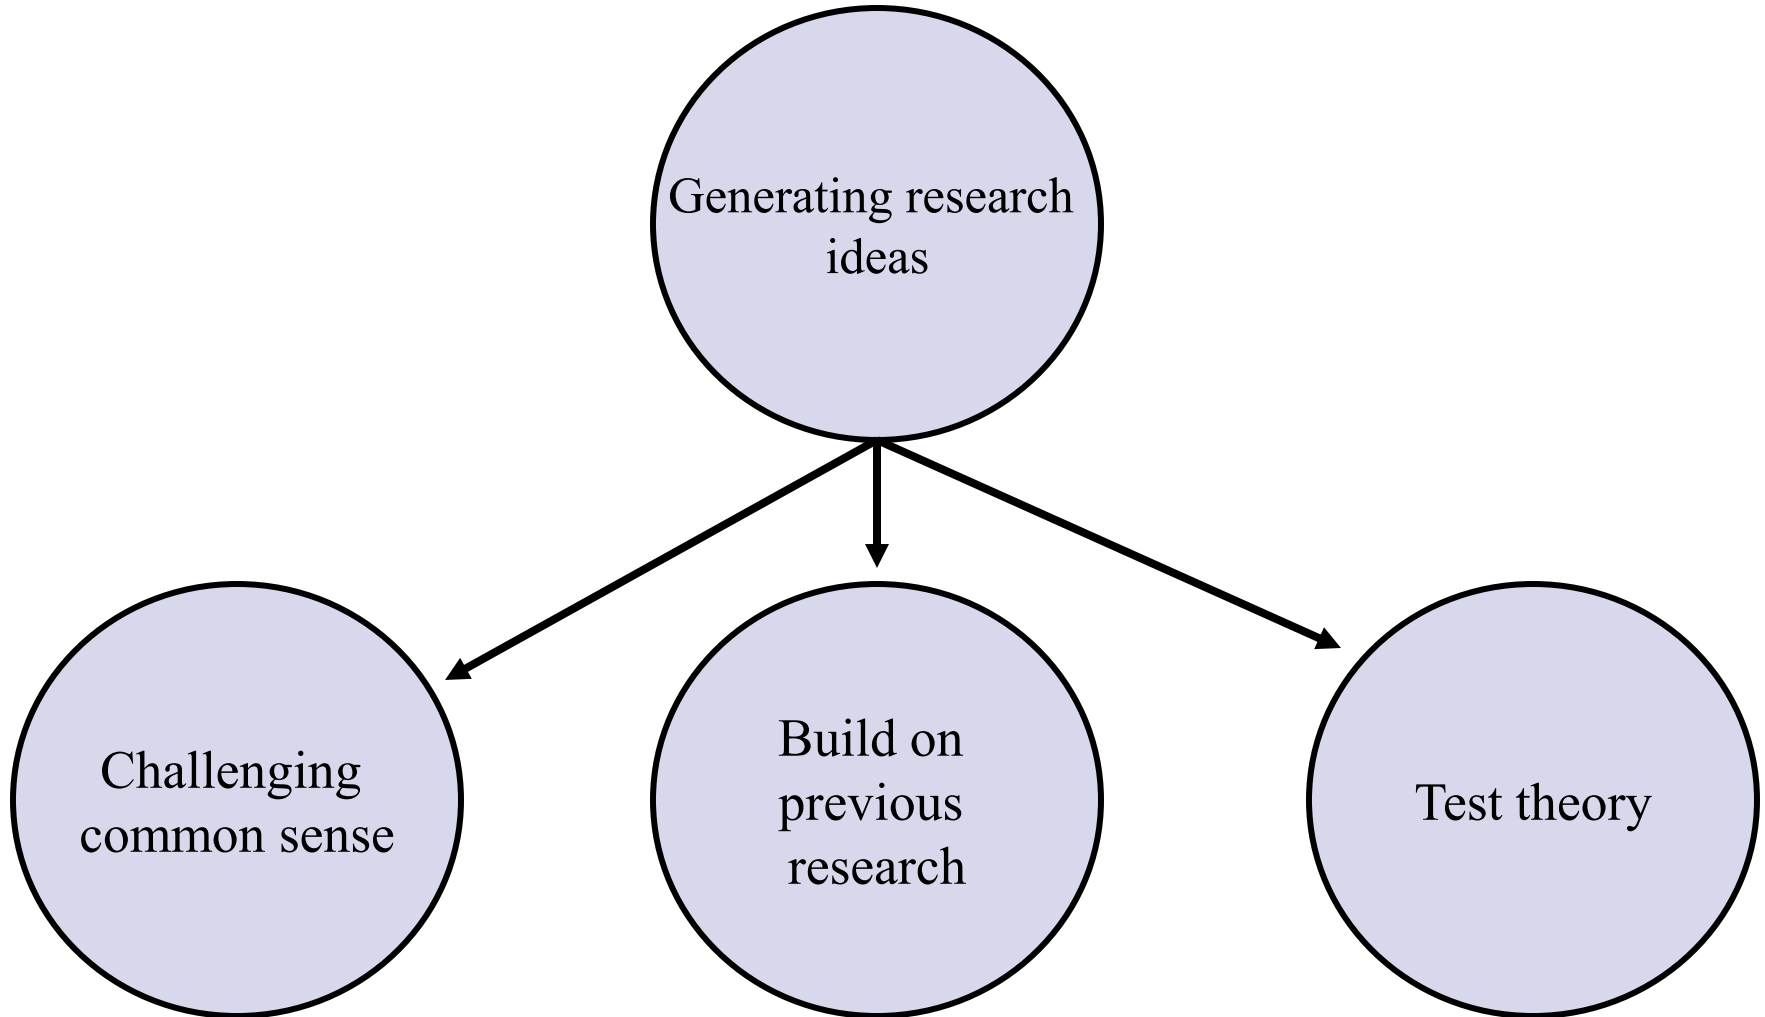 Generating research
ideas
Challenging
common sense
Build on
previous
research
Test theory